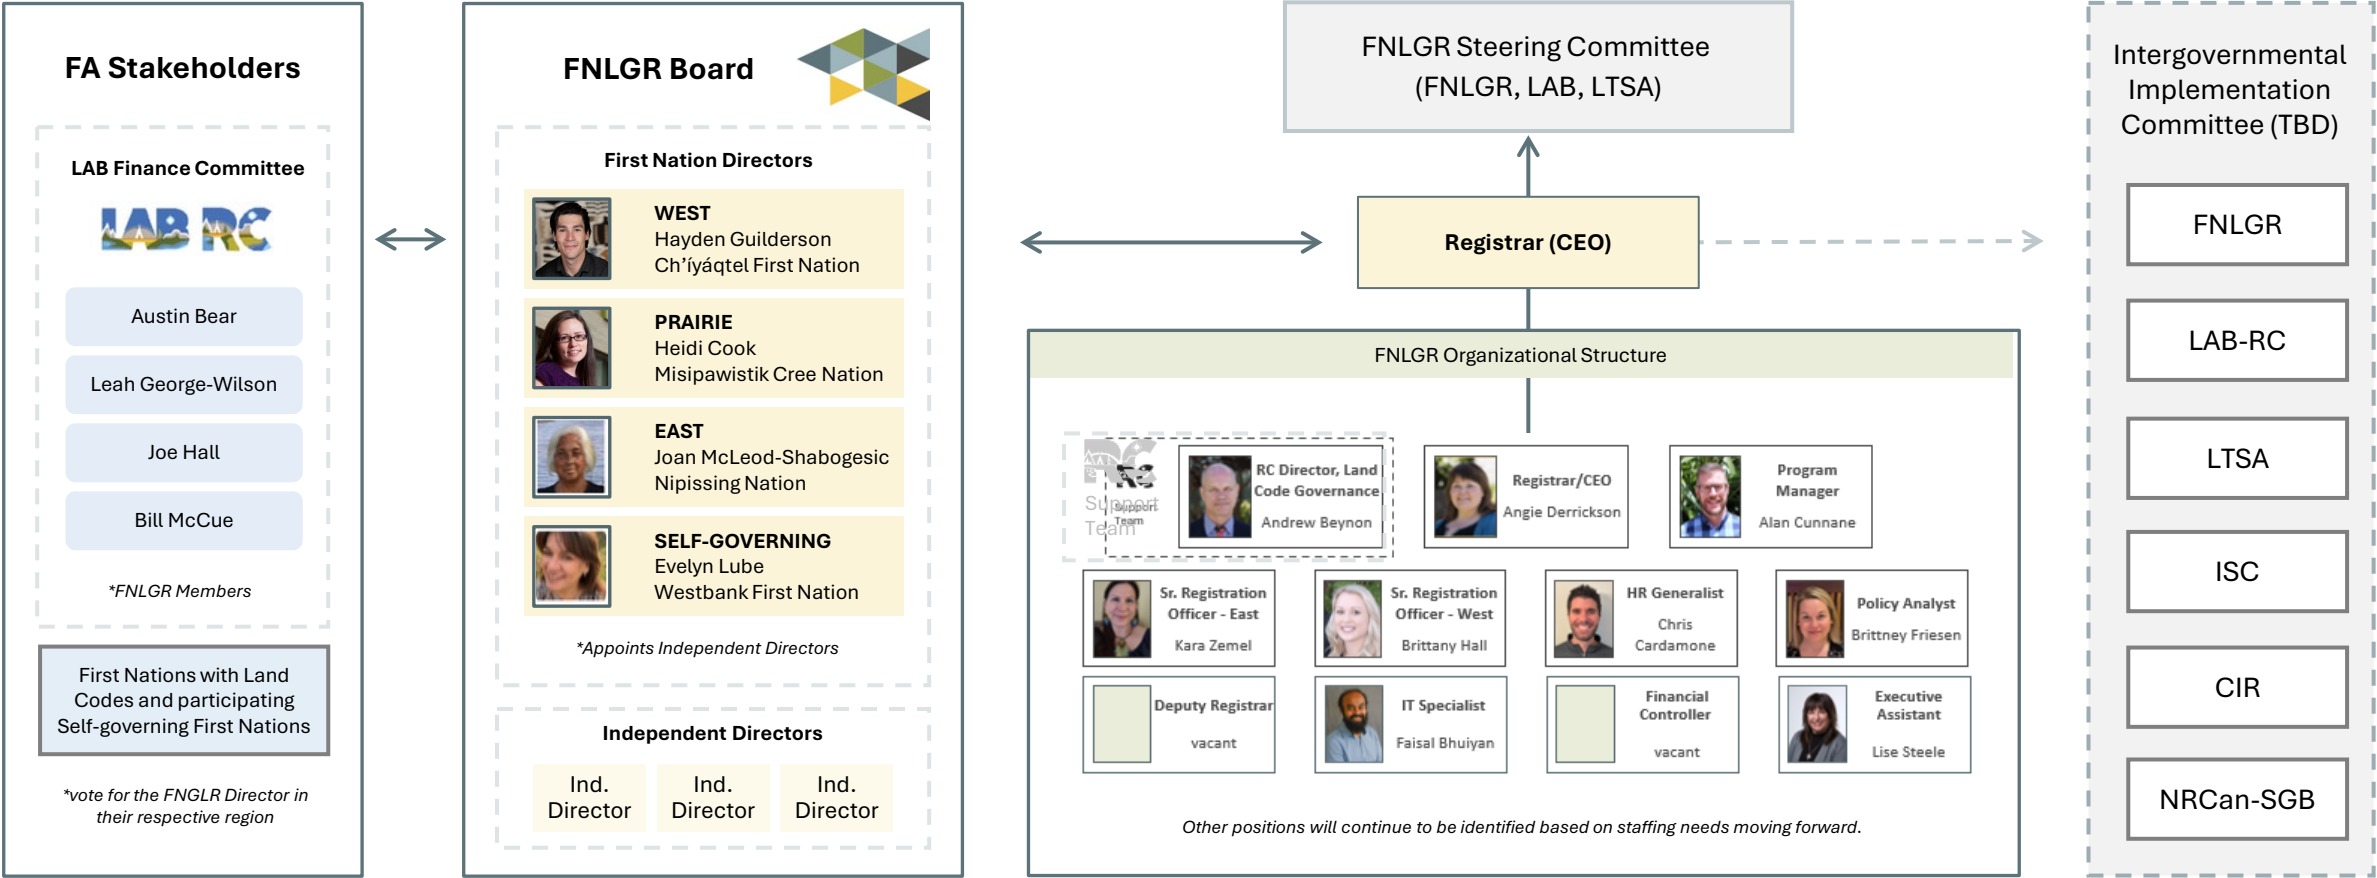 FA Stakeholders
LAB Finance Committee
LAB RC
Austin Bear
Leah George-Wilson
Joe Hall
Bill McCue
*FNLGR Members
First Nations with Land
Codes and participating
Self-governing First Nations
*vote for the FNGLR Director in
their respective region
FNLGR Board
First Nation Directors
WEST
Hayden Guilderson
Ch’íyáqtel First Nation
PRAIRIE
Heidi Cook
Misipawistik Cree Nation
EAST
Joan McLeod-Shabogesic
Nipissing Nation
SELF-GOVERNING
Evelyn Lube
Westbank First Nation
*Appoints Independent Directors
Independent Directors
Ind.
Director
Ind.
Director
Ind.
Director
FNLGR Steering Committee
(FNLGR, LAB, LTSA)
Registrar (CEO)
FNLGR Organizational Structure
RC
Support
Team
RC
Support
Team
RC Director, Land
Code Governance
Andrew Beynon
Registrar/CEO
Angie Derrickson
Program
Manager
Alan Cunnane
Sr. Registration
Officer - East
Kara Zemel
Sr. Registration
Officer - West
Brittany Hall
HR Generalist
Chris
Cardamone
Policy Analyst
Brittney Friesen
Deputy Registrar
vacant
IT Specialist
Faisal Bhuiyan
Financial
Controller
vacant
Executive
Assistant
Lise Steele
Other positions will continue to be identified based on staffing needs moving forward.
Intergovernmental
Implementation
Committee (TBD)
FNLGR
LAB-RC
LTSA
ISC
CIR
NRCan-SGB